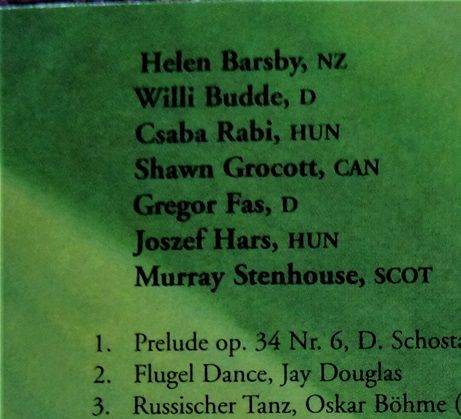 Helen Barsby, NZ
Willi Budde, D
Csaba Rabi, HUN
Shawn Grocott, CAN
Gregor Fas, D
Joszef Hars, HUN
Murray Stenhouse, SCOT
1. Prelude op. 34 Nr. 6, D. Schosta
2. Flugel Dance, Jay Douglas
3. Russischer Tanz, Oskar Böhme (